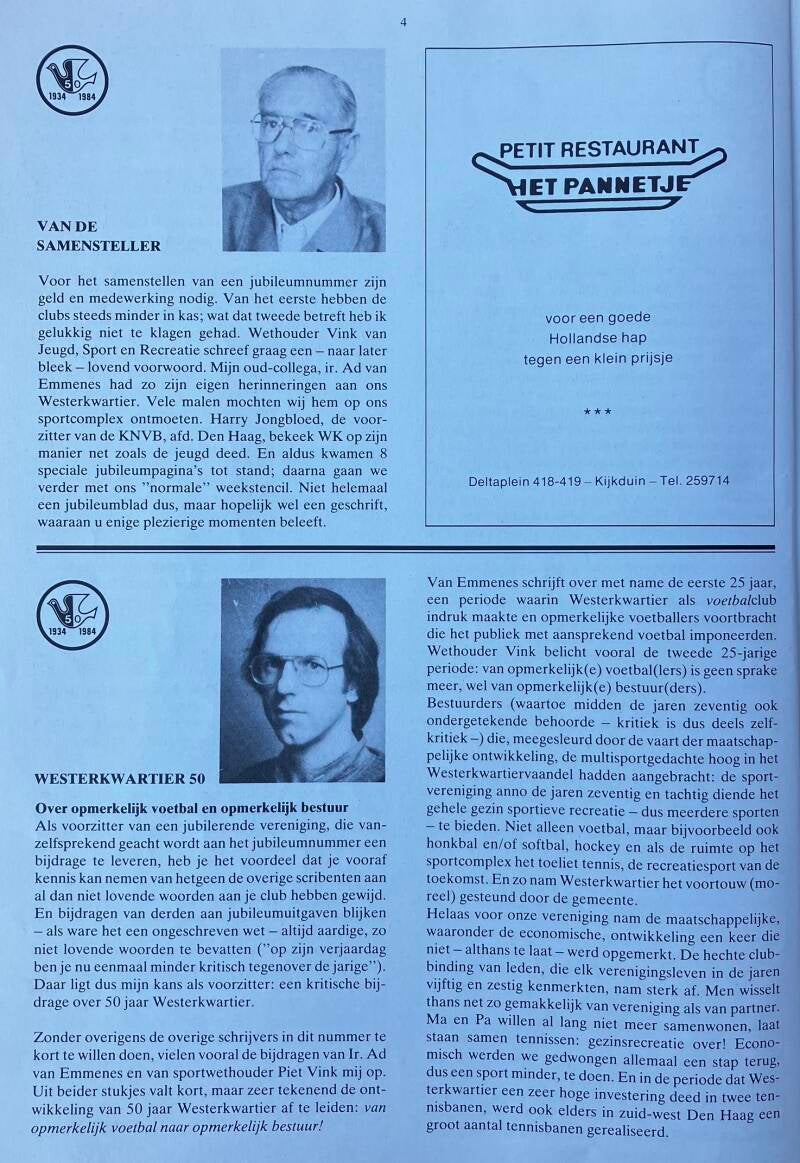 4
50
1934 1984
VAN DE
SAMENSTELLER
Voor het samenstellen van een jubileumnummer zijn
geld en medewerking nodig. Van het eerste hebben de
clubs steeds minder in kas; wat dat tweede betreft heb ik
gelukkig niet te klagen gehad. Wethouder Vink van
Jeugd, Sport en Recreatie schreef graag een – naar later
bleek – lovend voorwoord. Mijn oud-collega, ir. Ad van
Emmenes had zo zijn eigen herinneringen aan ons
Westerkwartier. Vele malen mochten wij hem op ons
sportcomplex ontmoeten. Harry Jongbloed, de voor-
zitter van de KNVB, afd. Den Haag, bekeek WK op zijn
manier net zoals de jeugd deed. En aldus kwamen 8
speciale jubileumpagina's tot stand; daarna gaan we
verder met ons ”normale” weekstencil. Niet helemaal
een jubileumblad dus, maar hopelijk wel een geschrift,
waaraan u enige plezierige momenten beleeft.
PETIT RESTAURANT
HET PANNETJE
voor een goede
Hollandse hap
tegen een klein prijsje
***
Deltaplein 418-419 – Kijkduin – Tel. 259714
50
1934 1984
WESTERKWARTIER 50
Over opmerkelijk voetbal en opmerkelijk bestuur
Als voorzitter van een jubilerende vereniging, die van-
zelfsprekend geacht wordt aan het jubileumnummer een
bijdrage te leveren, heb je het voordeel dat je vooraf
kennis kan nemen van hetgeen de overige scribenten aan
al dan niet lovende woorden aan je club hebben gewijd.
En bijdragen van derden aan jubileumuitgaven blijken
– als ware het een ongeschreven wet – altijd aardige, zo
niet lovende woorden te bevatten (”op zijn verjaardag
ben je nu eenmaal minder kritisch tegenover de jarige”).
Daar ligt dus mijn kans als voorzitter: een kritische bij-
drage over 50 jaar Westerkwartier.
Zonder overigens de overige schrijvers in dit nummer te
kort te willen doen, vielen vooral de bijdragen van Ir. Ad
van Emmenes en van sportwethouder Piet Vink mij op.
Uit beider stukjes valt kort, maar zeer tekenend de ont-
wikkeling van 50 jaar Westerkwartier af te leiden: van
opmerkelijk voetbal naar opmerkelijk bestuur!
Van Emmenes schrijft over met name de eerste 25 jaar,
een periode waarin Westerkwartier als voetbalclub
indruk maakte en opmerkelijke voetballers voortbracht
die het publiek met aansprekend voetbal imponeerden.
Wethouder Vink belicht vooral de tweede 25-jarige
periode: van opmerkelijk(e) voetbal(lers) is geen sprake
meer, wel van opmerkelijk(e) bestuur(ders).
Bestuurders (waartoe midden de jaren zeventig ook
ondergetekende behoorde – kritiek is dus deels zelf-
kritiek –) die, meegesleurd door de vaart der maatschap-
pelijke ontwikkeling, de multisportgedachte hoog in het
Westerkwartiervaandel hadden aangebracht: de sport-
vereniging anno de jaren zeventig en tachtig diende het
gehele gezin sportieve recreatie – dus meerdere sporten
– te bieden. Niet alleen voetbal, maar bijvoorbeeld ook
honkbal en/of softbal, hockey en als de ruimte op het
sportcomplex het toeliet tennis, de recreatiesport van de
toekomst. En zo nam Westerkwartier het voortouw (mo-
reel) gesteund door de gemeente.
Helaas voor onze vereniging nam de maatschappelijke,
waaronder de economische, ontwikkeling een keer die
niet – althans te laat – werd opgemerkt. De hechte club-
binding van leden, die elk verenigingsleven in de jaren
vijftig en zestig kenmerkten, nam sterk af. Men wisselt
thans net zo gemakkelijk van vereniging als van partner.
Ma en Pa willen al lang niet meer samenwonen, laat
staan samen tennissen: gezinsrecreatie over! Econo-
misch werden we gedwongen allemaal een stap terug,
dus een sport minder, te doen. En in de periode dat Wes-
terkwartier een zeer hoge investering deed in twee ten-
nisbanen, werd ook elders in zuid-west Den Haag een
groot aantal tennisbanen gerealiseerd.